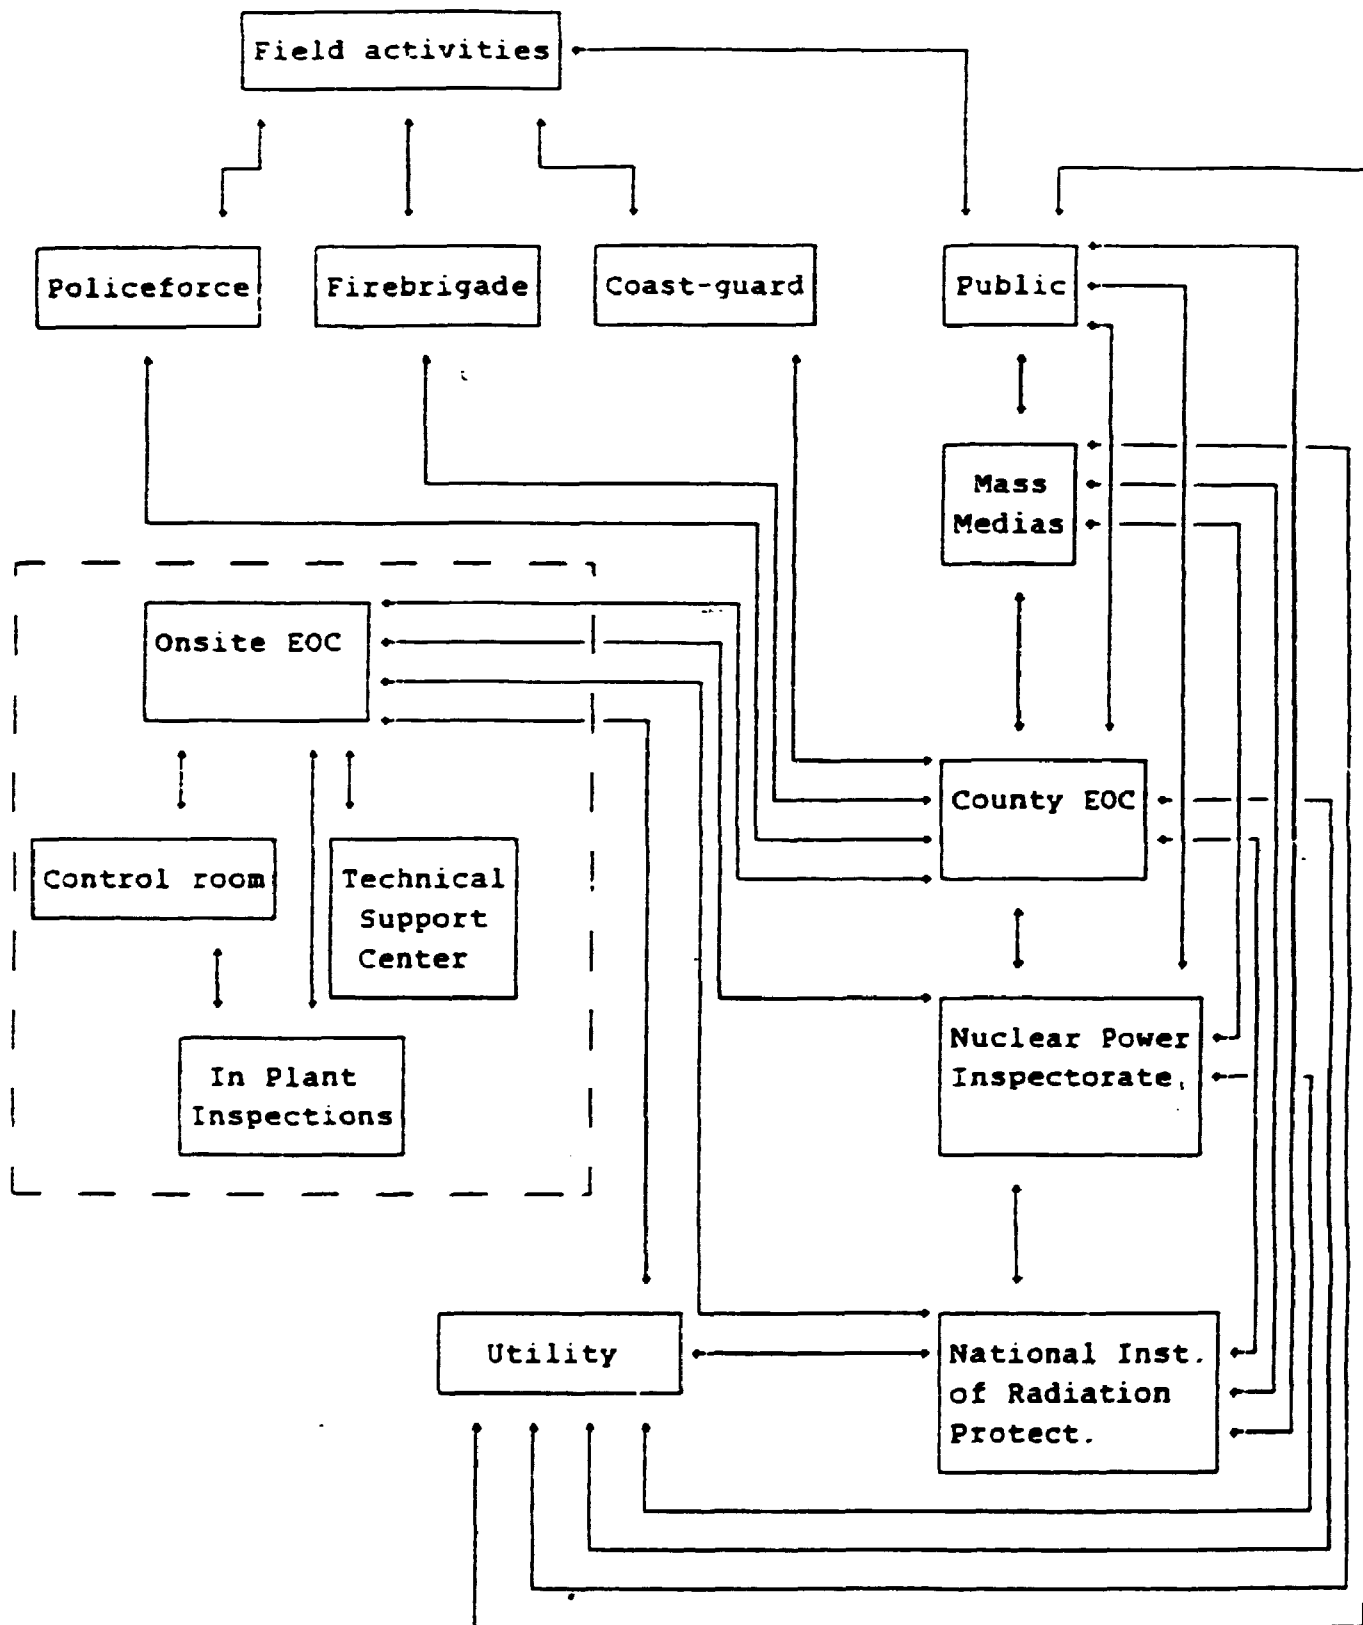 Field activities
Policeforce
Firebrigade
Coast-guard
Public
Mass
Medias
Onsite EOC
County EOC
Control room
Technical
Support
Center
In Plant
Inspections
Nuclear Power
Inspectorate.
Utility
National Inst.
of Radiation
Protect.